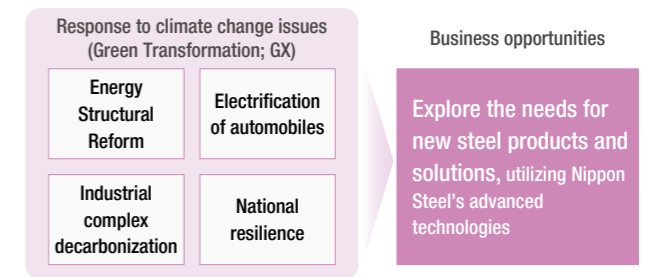 Response to climate change issues
(Green Transformation; GX)
Energy
Structural
Reform
Electrification
of automobiles
Industrial
complex
decarbonization
National
resilience
Business opportunities
Explore the needs for
new steel products and
solutions, utilizing Nippon
Steel’s advanced
technologies